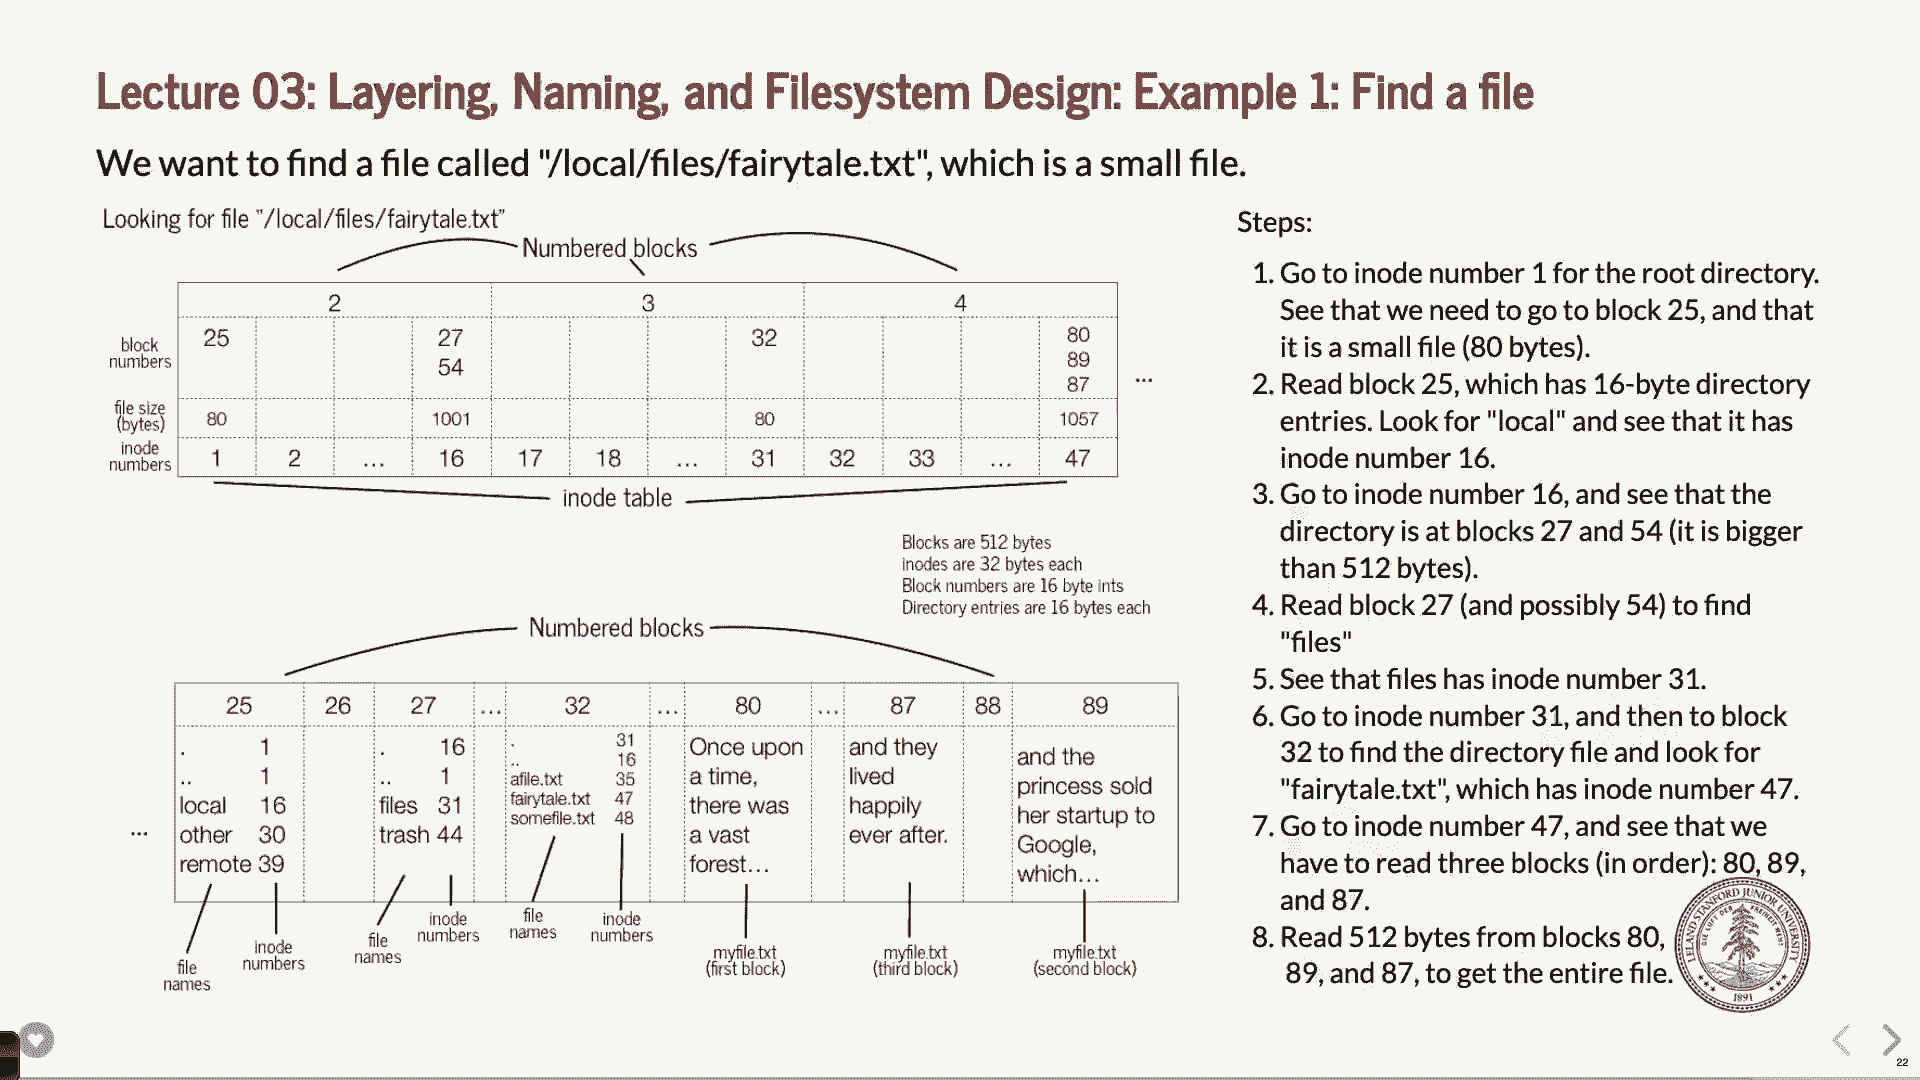 Lecture 03: Layering, Naming, and Filesystem Design: Example 1: Find a file
We want to find a file called "/local/files/fairytale.txt", which is a small file.
Looking for file "/local/files/fairytale.txt"
Numbered blocks
2 3 4
block numbers
25 27 32 80
54 89
87
...
file size (bytes)
80 1001 80 1057
inode numbers
1 2 ... 16 17 18 ... 31 32 33 ... 47
inode table
Blocks are 512 bytes
Inodes are 32 bytes each
Block numbers are 16 byte ints
Directory entries are 16 bytes each
Numbered blocks
25 26 27 ... 32 ... 80 ... 87 88 89
...
. 1
.. 1
local 16
other 30
remote 39
. 16
.. 1
files 31
trash 44
. 31
.. 16
afile.txt 35
fairytale.txt 47
somefile.txt 48
Once upon
a time,
there was
a vast
forest...
and they
lived
happily
ever after.
and the
princess sold
her startup to
Google,
which...
file
names
inode
numbers
file
names
inode
numbers
file
names
inode
numbers
myfile.txt
(first block)
myfile.txt
(third block)
myfile.txt
(second block)
Steps:
1. Go to inode number 1 for the root directory.
See that we need to go to block 25, and that
it is a small file (80 bytes).
2. Read block 25, which has 16-byte directory
entries. Look for "local" and see that it has
inode number 16.
3. Go to inode number 16, and see that the
directory is at blocks 27 and 54 (it is bigger
than 512 bytes).
4. Read block 27 (and possibly 54) to find
"files"
5. See that files has inode number 31.
6. Go to inode number 31, and then to block
32 to find the directory file and look for
"fairytale.txt", which has inode number 47.
7. Go to inode number 47, and see that we
have to read three blocks (in order): 80, 89,
and 87.
8. Read 512 bytes from blocks 80,
89, and 87, to get the entire file.
LELAND STANFORD JUNIOR UNIVERSITY
1891
22